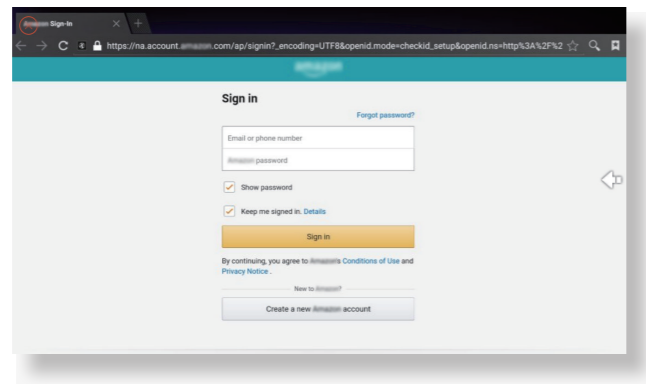 Sign-In
https://na.account. .com/ap/signin?_encoding=UTF8&openid.mode=checkid_setup&openid.ns=http%3A%2F%2
Sign in
Forgot password?
Email or phone number
password
Show password
Keep me signed in. Details
Sign in
By continuing, you agree to Conditions of Use and
Privacy Notice .
New to
Create a new account